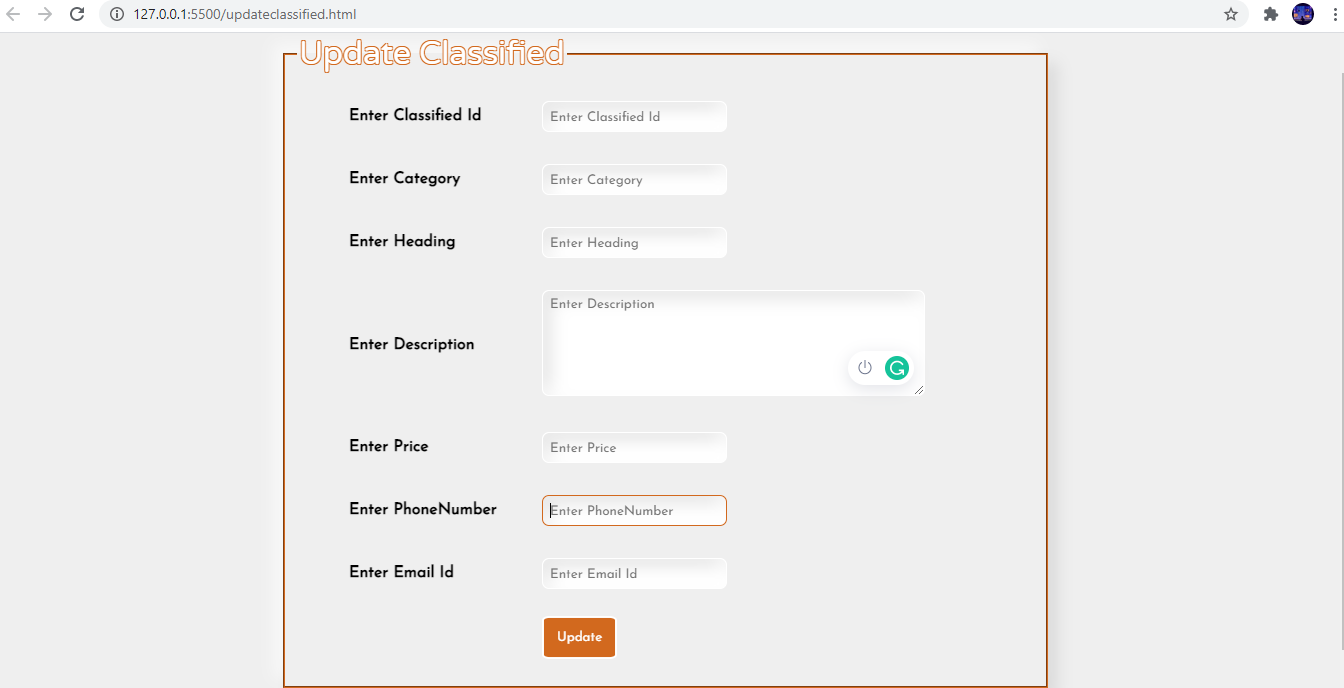 127.0.0.1:5500/updateclassified.html
Update Classified
Enter Classified Id Enter Classified Id
Enter Category Enter Category
Enter Heading Enter Heading
Enter Description
Enter Description
Enter Price Enter Price
Enter PhoneNumber Enter PhoneNumber
Enter Email Id Enter Email Id
Update